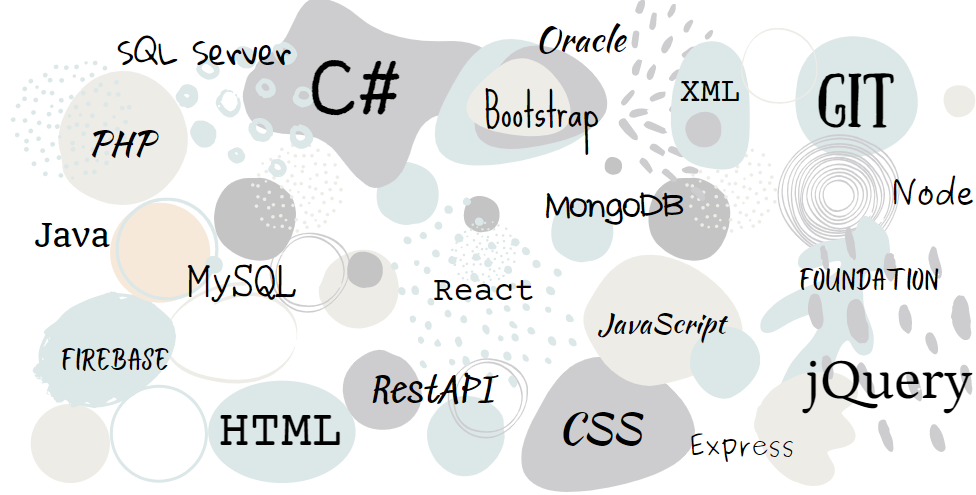 SQL Server
C#
Oracle
Bootstrap
XML
GIT
PHP
Java
MongoDB
Node
MySQL
React
FOUNDATION
JavaScript
FIREBASE
RestAPI
jQuery
HTML
CSS
Express